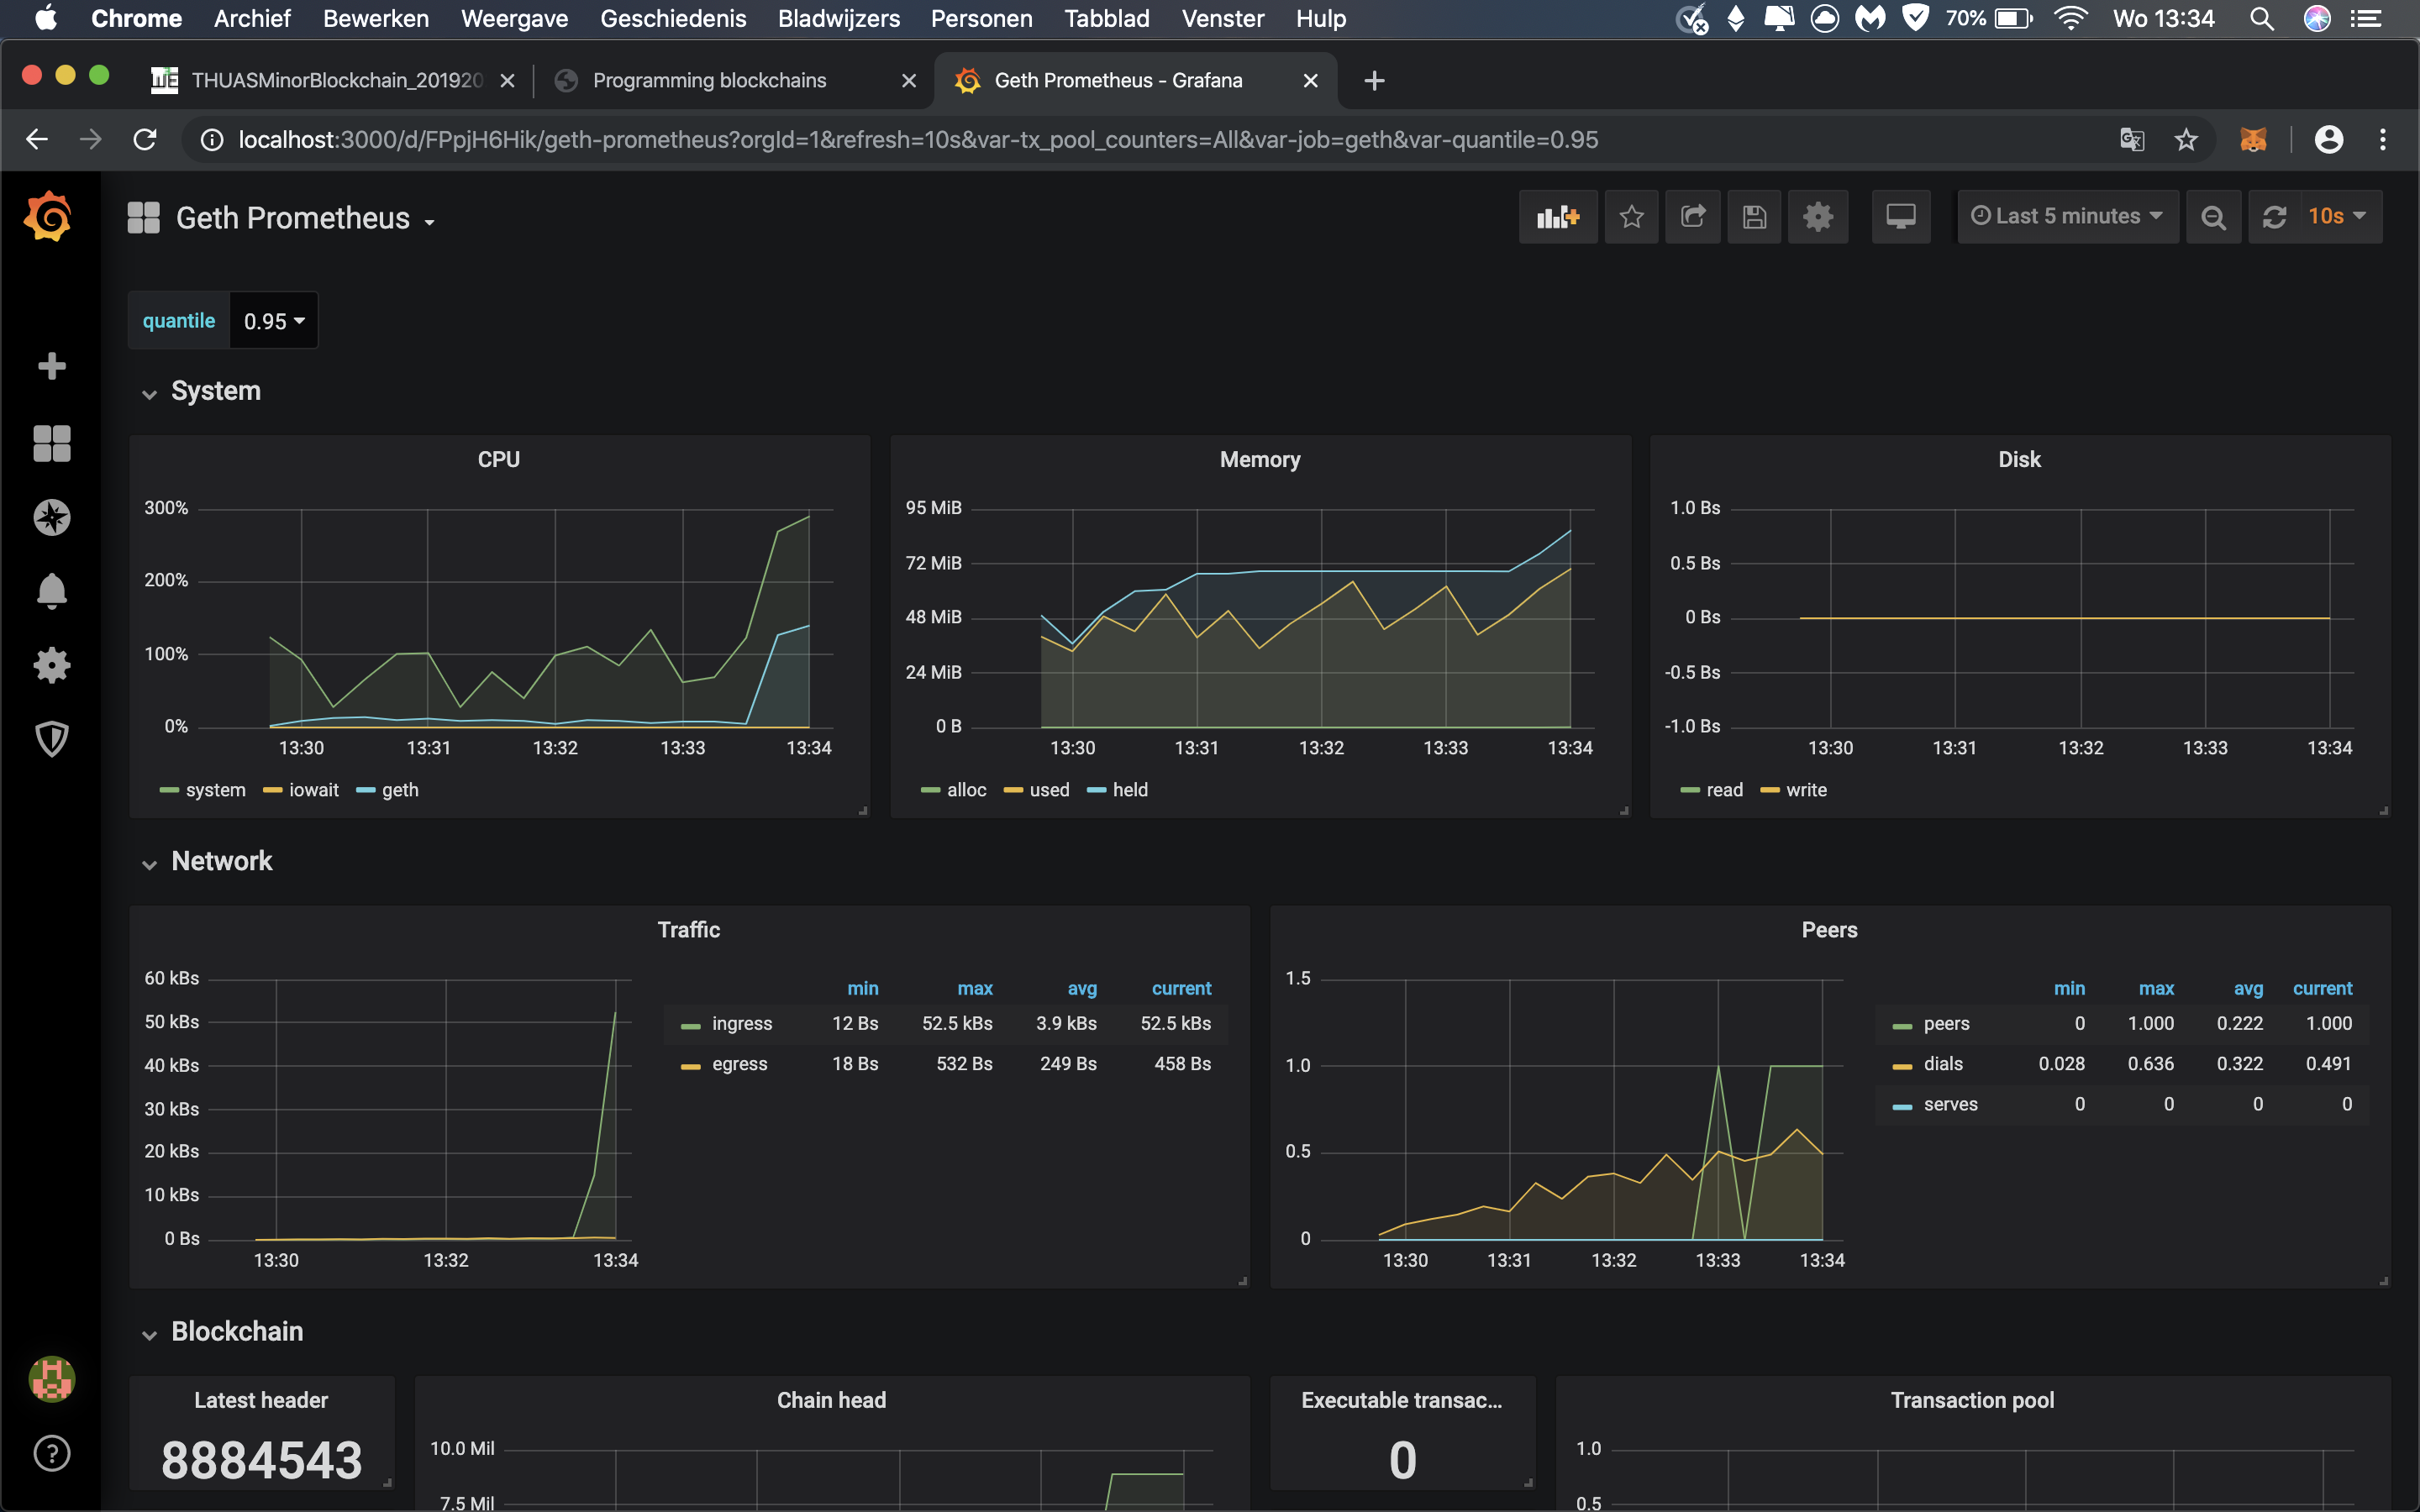 Chrome Archief Bewerken Weergave Geschiedenis Bladwijzers Personen Tabblad Venster Hulp 70% Wo 13:34
THUASMinorBlockchain_201920 Programming blockchains Geth Prometheus - Grafana
localhost:3000/d/FPpjH6Hik/geth-prometheus?orgId=1&refresh=10s&var-tx_pool_counters=All&var-job=geth&var-quantile=0.95
Geth Prometheus Last 5 minutes 10s
quantile 0.95
System
CPU
300%
200%
100%
0%
13:30 13:31 13:32 13:33 13:34
system iowait geth
Memory
95 MiB
72 MiB
48 MiB
24 MiB
0 B
13:30 13:31 13:32 13:33 13:34
alloc used held
Disk
1.0 Bs
0.5 Bs
0 Bs
-0.5 Bs
-1.0 Bs
13:30 13:31 13:32 13:33 13:34
read write
Network
Traffic
60 kBs
50 kBs
40 kBs
30 kBs
20 kBs
10 kBs
0 Bs
13:30 13:32 13:34
min max avg current
ingress 12 Bs 52.5 kBs 3.9 kBs 52.5 kBs
egress 18 Bs 532 Bs 249 Bs 458 Bs
Peers
1.5
1.0
0.5
0
13:30 13:31 13:32 13:33 13:34
min max avg current
peers 0 1.000 0.222 1.000
dials 0.028 0.636 0.322 0.491
serves 0 0 0 0
Blockchain
Latest header
8884543
Chain head
10.0 Mil
7.5 Mil
Executable transac...
0
Transaction pool
1.0
0.5